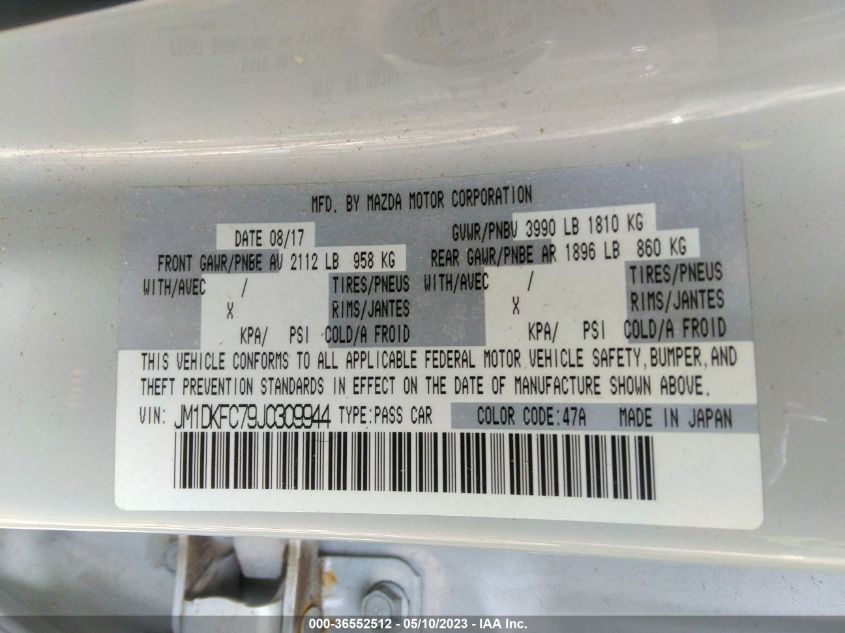 MFD. BY MAZDA MOTOR CORPORATION
DATE 08/17 GVWR/PNBV 3990 LB 1810 KG
FRONT GAWR/PNBE AV 2112 LB 958 KG REAR GAWR/PNBE AR 1896 LB 860 KG
WITH/AVEC / TIRES/PNEUS WITH/AVEC / TIRES/PNEUS
X RIMS/JANTES X RIMS/JANTES
KPA/ PSI COLD/A FROID KPA/ PSI COLD/A FROID
THIS VEHICLE CONFORMS TO ALL APPLICABLE FEDERAL MOTOR VEHICLE SAFETY, BUMPER, AND
THEFT PREVENTION STANDARDS IN EFFECT ON THE DATE OF MANUFACTURE SHOWN ABOVE.
VIN: JM1DKFC79J0309944 TYPE:PASS CAR COLOR CODE:47A MADE IN JAPAN
000-36552512 - 05/10/2023 - 1 - IAA Inc.